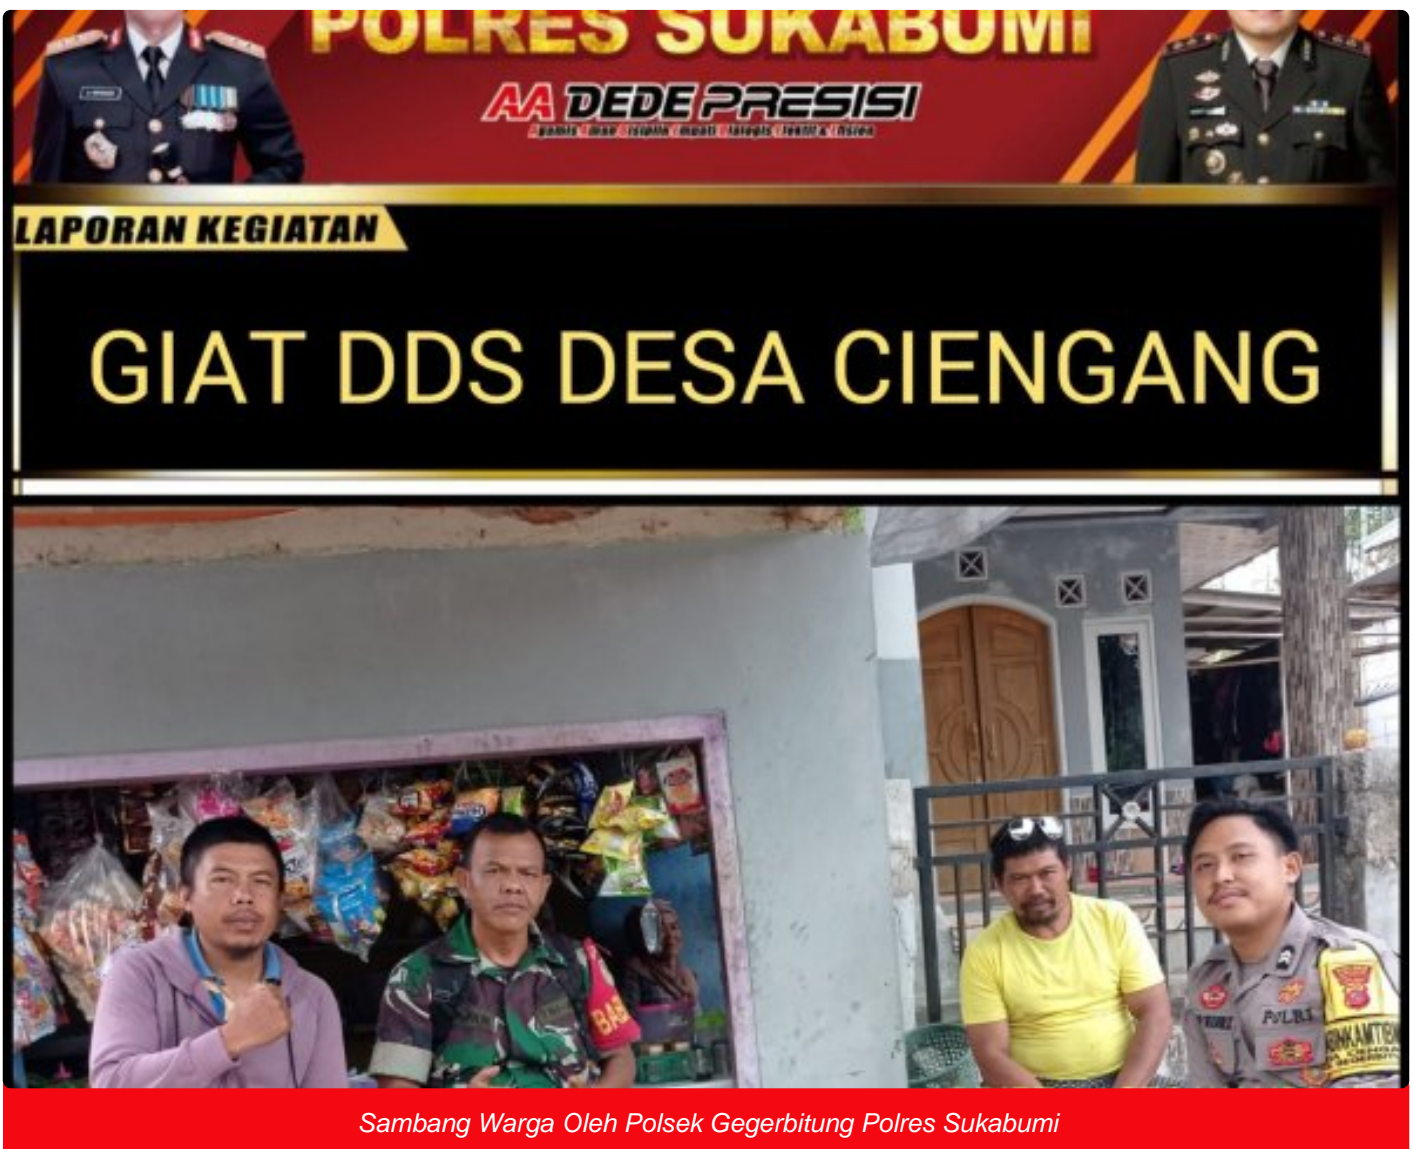 POLRES SUKABUMI
AA DEDE PRESISI
LAPORAN KEGIATAN
GIAT DDS DESA CIENGANG
BAB
POLRI
Sambang Warga Oleh Polsek Gegerbitung Polres Sukabumi